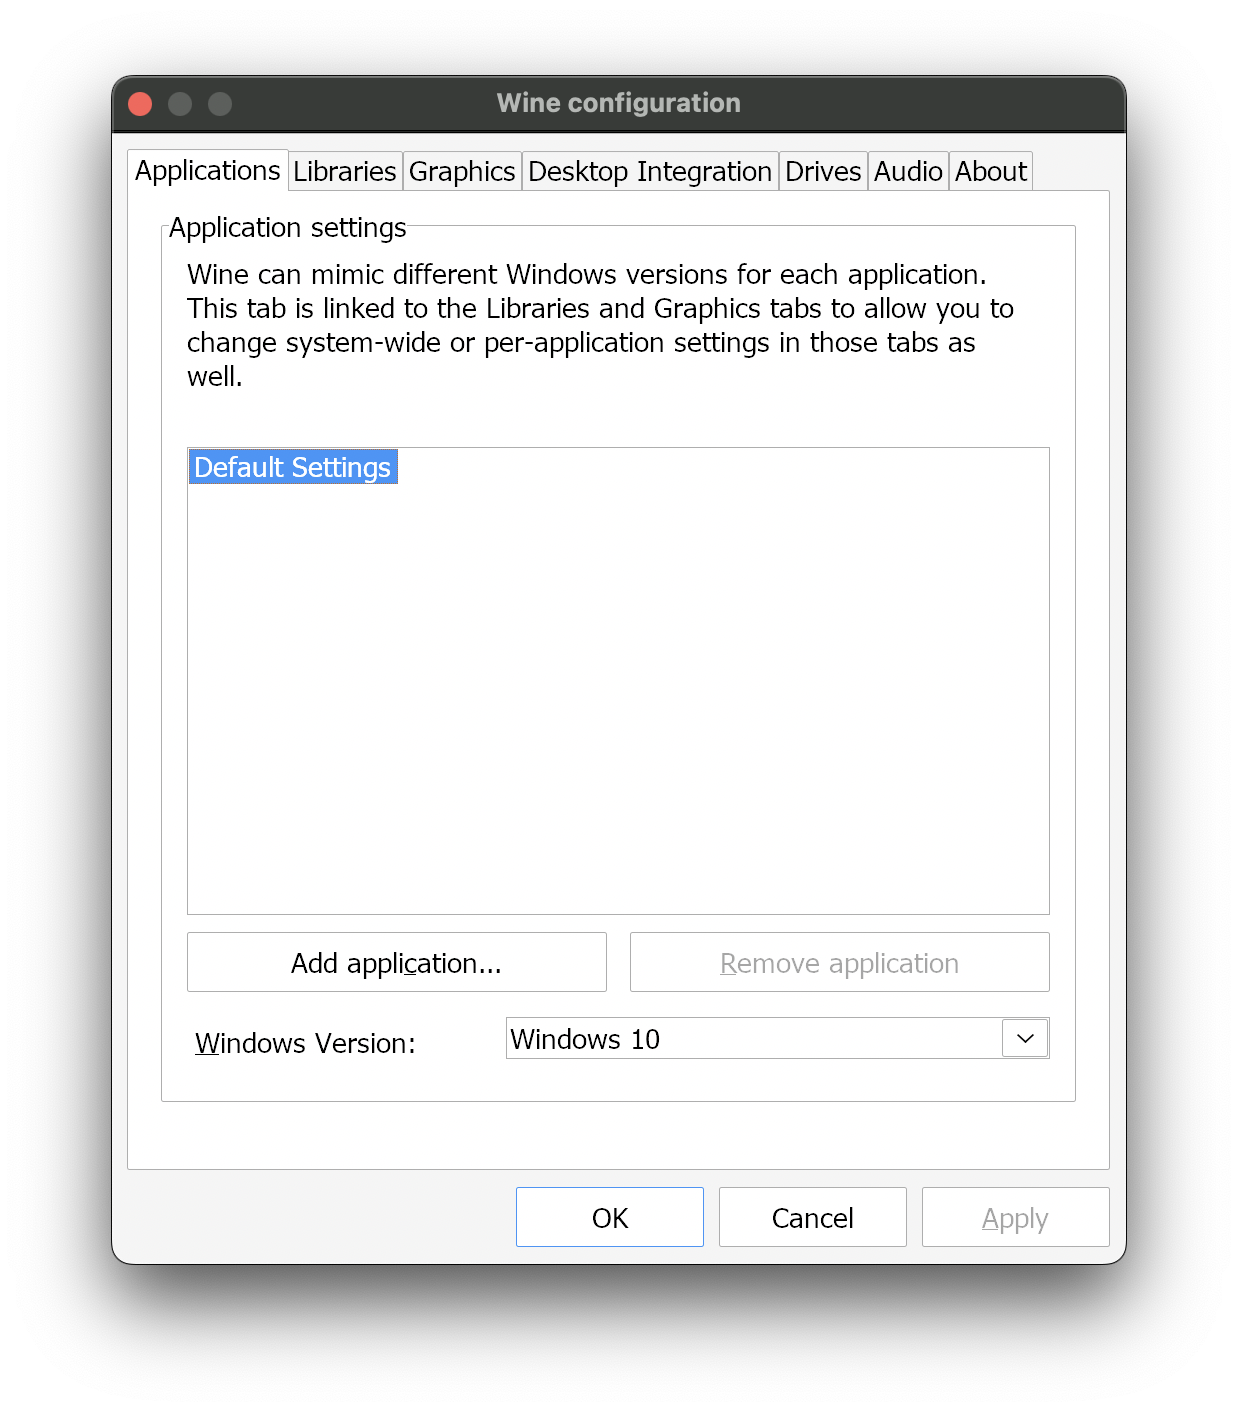 Wine configuration
Applications Libraries Graphics Desktop Integration Drives Audio About
Application settings
Wine can mimic different Windows versions for each application.
This tab is linked to the Libraries and Graphics tabs to allow you to
change system-wide or per-application settings in those tabs as
well.
Default Settings
Add application... Remove application
Windows Version: Windows 10
OK Cancel Apply